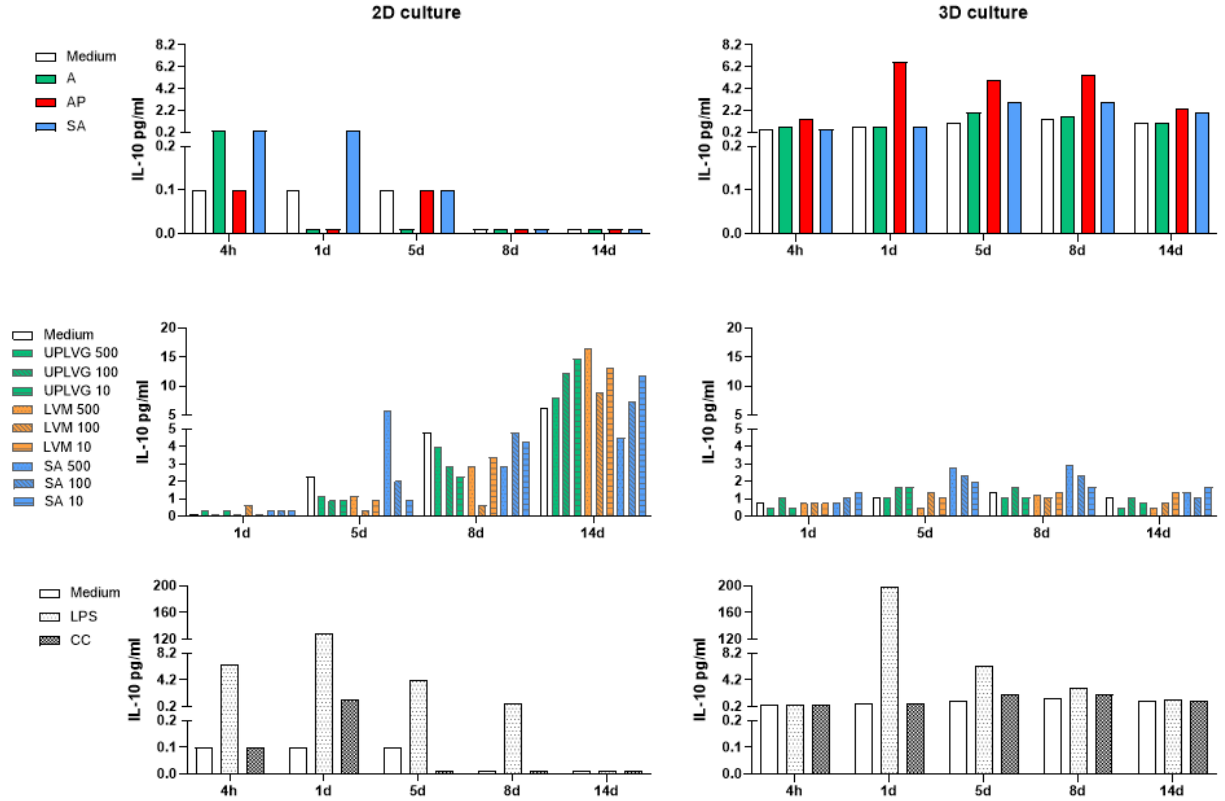 2D culture
3D culture
Medium
A
AP
SA
IL-10 pg/ml
8.2
6.2
4.2
2.2
0.2
0.2
0.1
0.0
4h 1d 5d 8d 14d
IL-10 pg/ml
8.2
6.2
4.2
2.2
0.2
0.2
0.1
0.0
4h 1d 5d 8d 14d
Medium
UPLVG 500
UPLVG 100
UPLVG 10
LVM 500
LVM 100
LVM 10
SA 500
SA 100
SA 10
IL-10 pg/ml
20
15
10
5
5
4
3
2
1
0
1d 5d 8d 14d
IL-10 pg/ml
20
15
10
5
5
4
3
2
1
0
1d 5d 8d 14d
Medium
LPS
CC
IL-10 pg/ml
200
160
120
8.2
4.2
0.2
0.2
0.1
0.0
4h 1d 5d 8d 14d
IL-10 pg/ml
200
160
120
8.2
4.2
0.2
0.2
0.1
0.0
4h 1d 5d 8d 14d